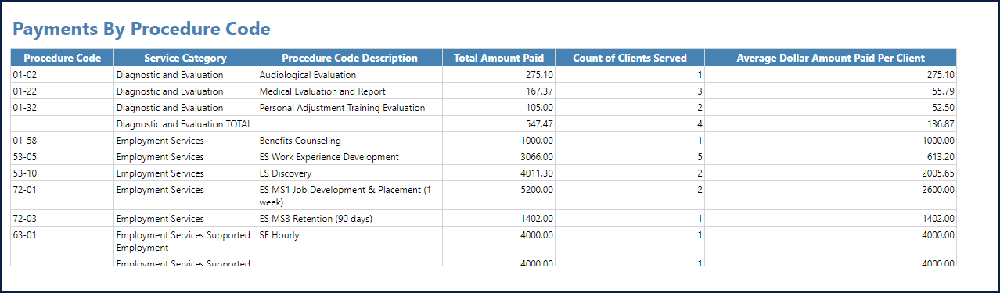 Payments By Procedure Code
Procedure Code Service Category Procedure Code Description Total Amount Paid Count of Clients Served Average Dollar Amount Paid Per Client
01-02 Diagnostic and Evaluation Audiological Evaluation 275.10 1 275.10
01-22 Diagnostic and Evaluation Medical Evaluation and Report 167.37 3 55.79
01-32 Diagnostic and Evaluation Personal Adjustment Training Evaluation 105.00 2 52.50
Diagnostic and Evaluation TOTAL 547.47 4 136.87
01-58 Employment Services Benefits Counseling 1000.00 1 1000.00
53-05 Employment Services ES Work Experience Development 3066.00 5 613.20
53-10 Employment Services ES Discovery 4011.30 2 2005.65
72-01 Employment Services ES MS1 Job Development & Placement (1 5200.00 2 2600.00
week)
72-03 Employment Services ES MS3 Retention (90 days) 1402.00 1 1402.00
63-01 Employment Services Supported SE Hourly 4000.00 1 4000.00
Employment
Employment Services Supported 4000.00 1 4000.00